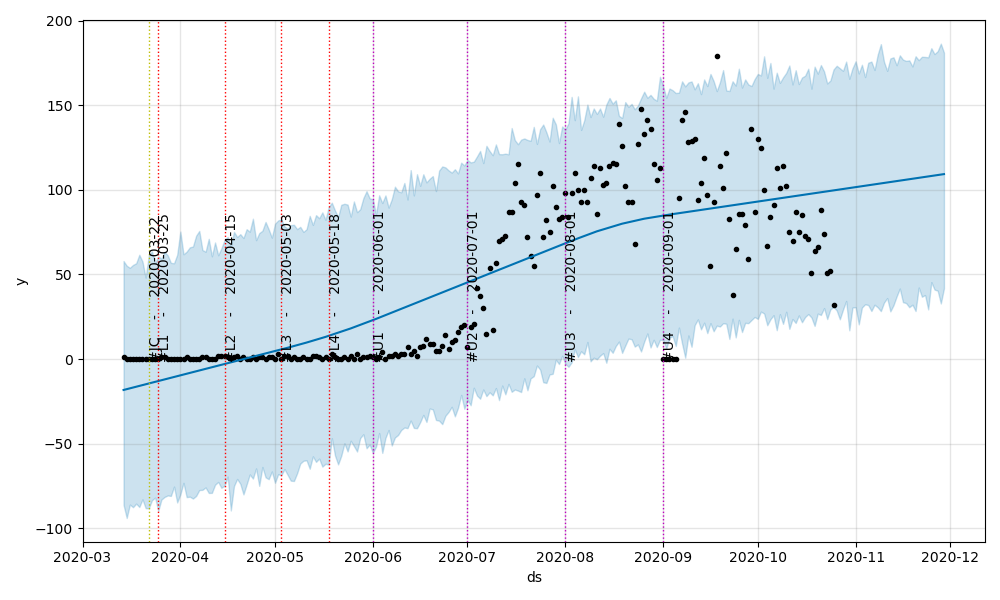 200
150
100
50
0
−50
−100
y
#JC - 2020-03-22
#L1 - 2020-03-25
#L2 - 2020-04-15
#L3 - 2020-05-03
#L4 - 2020-05-18
#U1 - 2020-06-01
#U2 - 2020-07-01
#U3 - 2020-08-01
#U4 - 2020-09-01
2020-03 2020-04 2020-05 2020-06 2020-07 2020-08 2020-09 2020-10 2020-11 2020-12
ds